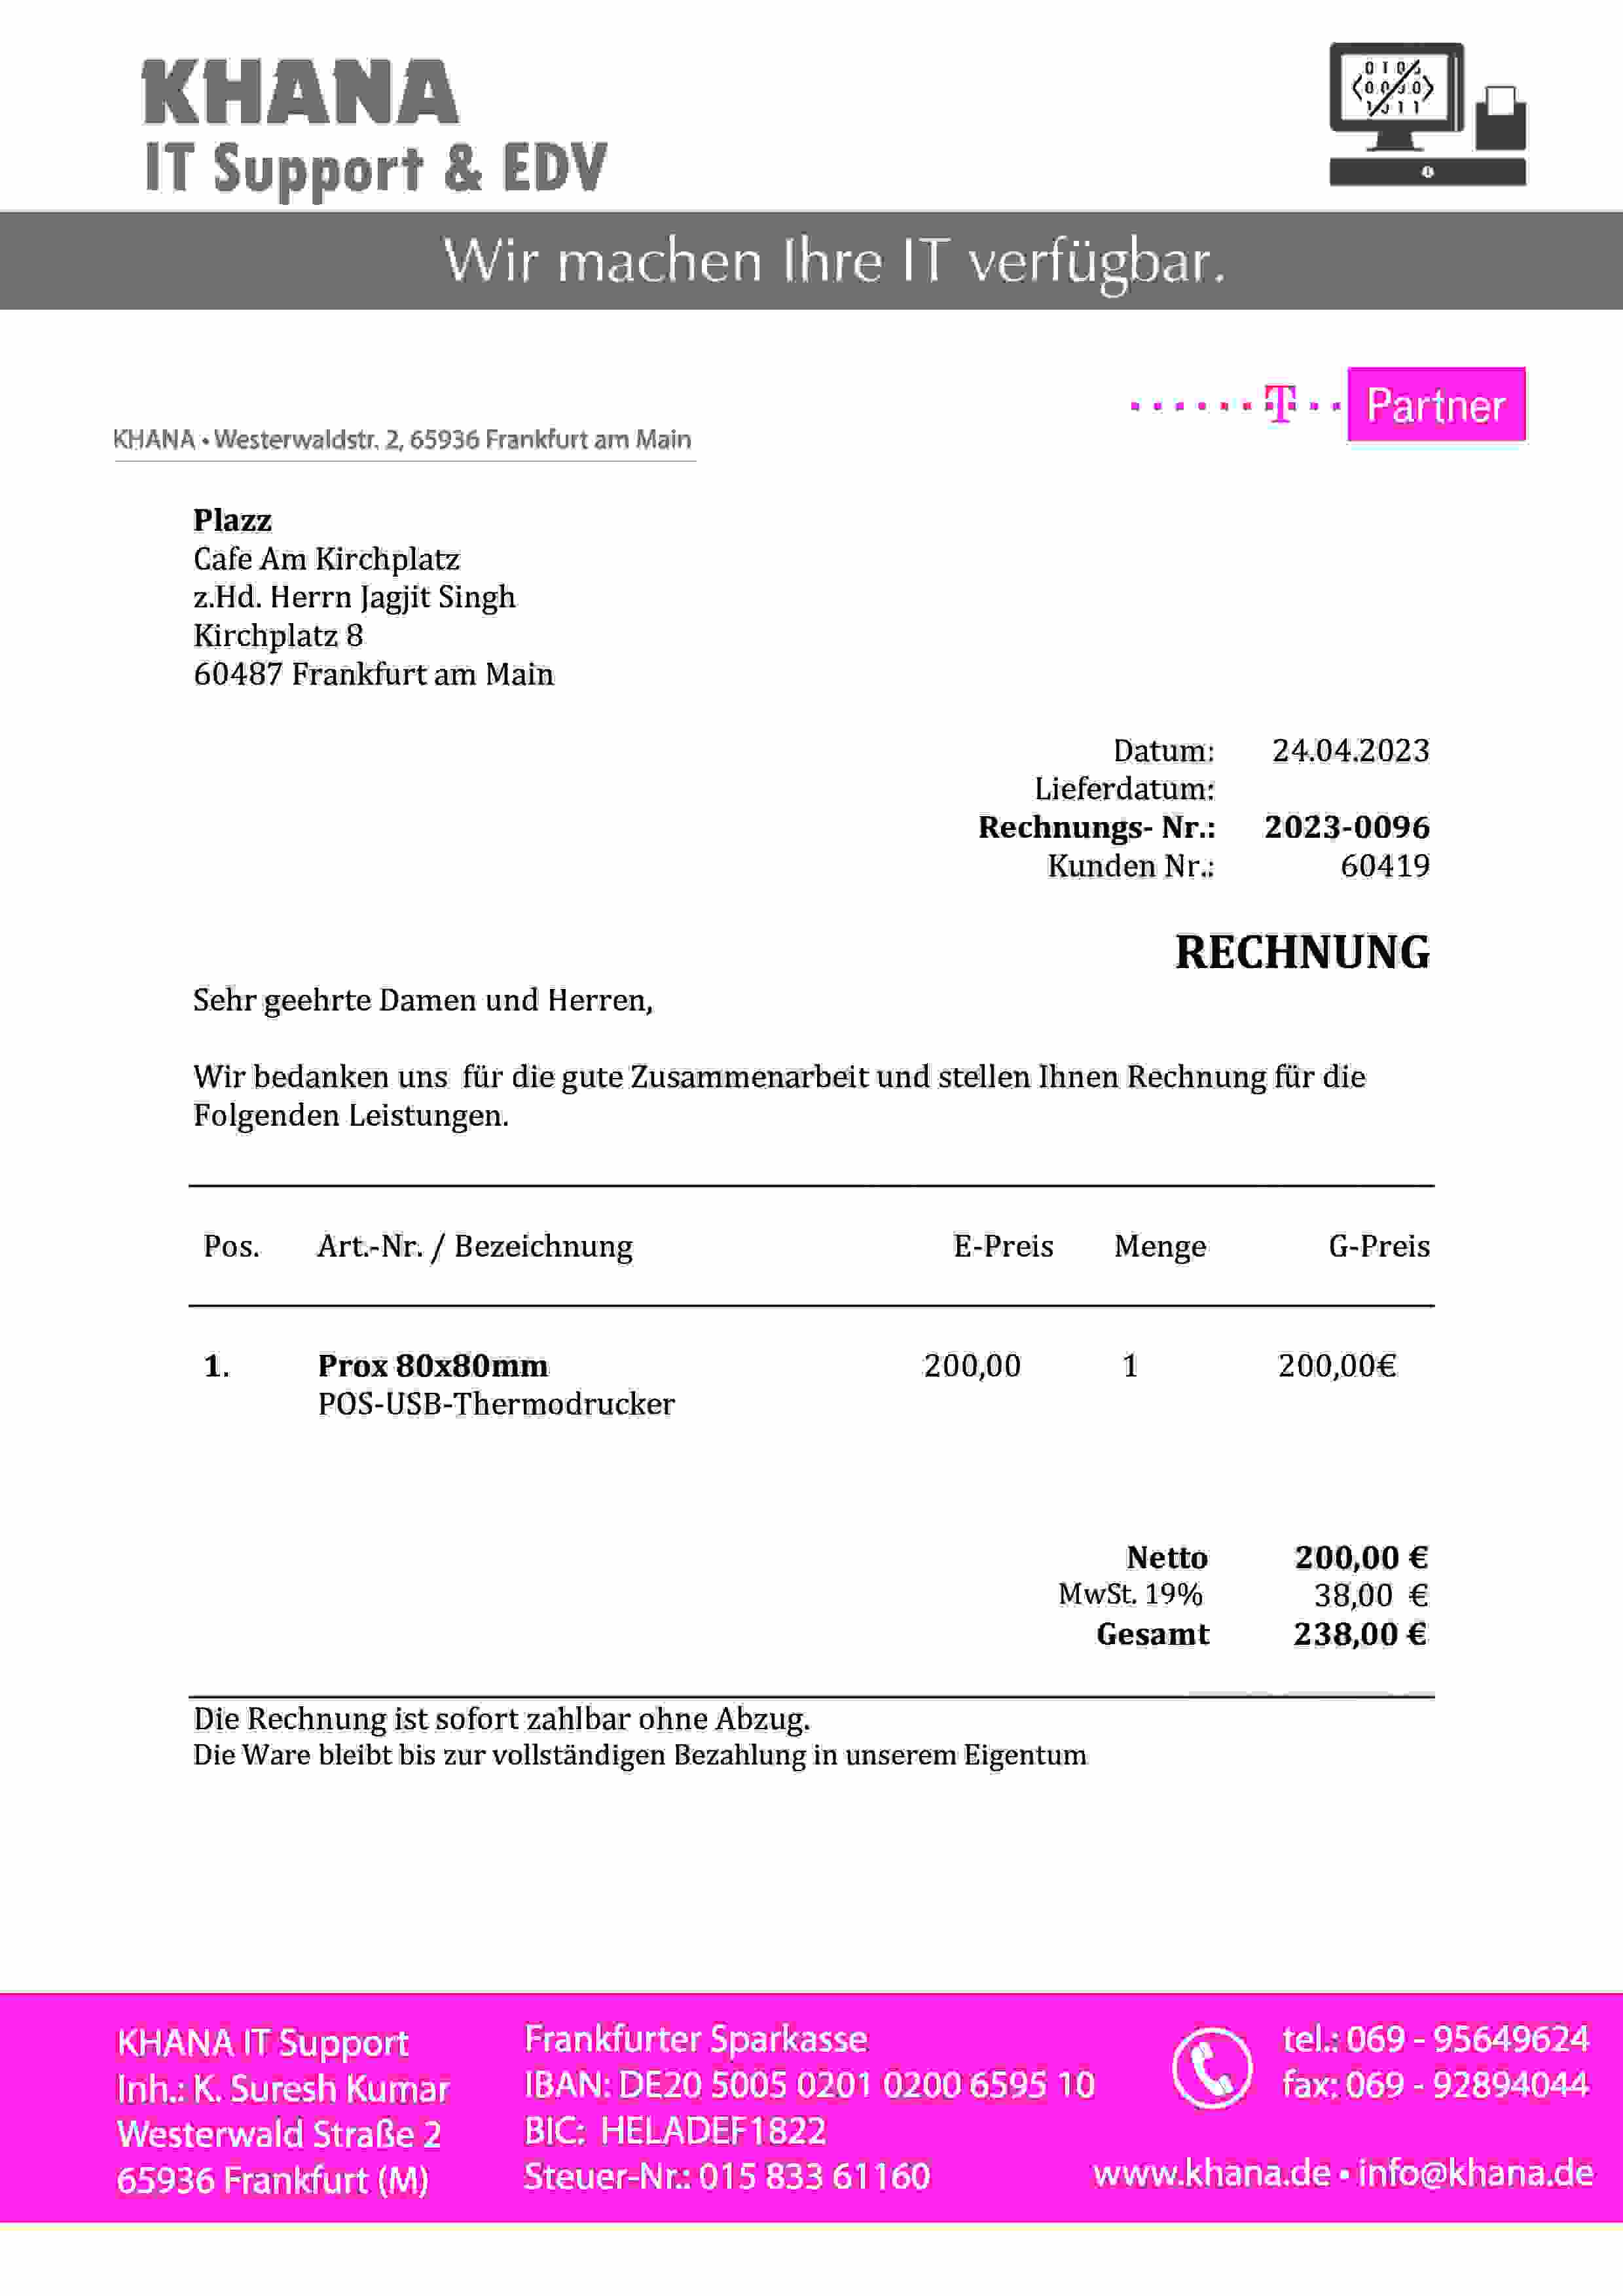 KHANA
IT Support & EDV
Wir machen Ihre IT verfügbar.
T Partner
KHANA • Westerwaldstr. 2, 65936 Frankfurt am Main
Plazz
Cafe Am Kirchplatz
z.Hd. Herrn Jagjit Singh
Kirchplatz 8
60487 Frankfurt am Main
Datum: 24.04.2023
Lieferdatum:
Rechnungs- Nr.: 2023-0096
Kunden Nr.: 60419
RECHNUNG
Sehr geehrte Damen und Herren,
Wir bedanken uns für die gute Zusammenarbeit und stellen Ihnen Rechnung für die
Folgenden Leistungen.
Pos. Art.-Nr. / Bezeichnung E-Preis Menge G-Preis
1. Prox 80x80mm 200,00 1 200,00€
POS-USB-Thermodrucker
Netto 200,00 €
MwSt. 19% 38,00 €
Gesamt 238,00 €
Die Rechnung ist sofort zahlbar ohne Abzug.
Die Ware bleibt bis zur vollständigen Bezahlung in unserem Eigentum
KHANA IT Support
Inh.: K. Suresh Kumar
Westerwald Straße 2
65936 Frankfurt (M)
Frankfurter Sparkasse
IBAN: DE20 5005 0201 0200 6595 10
BIC: HELADEF1822
Steuer-Nr.: 015 833 61160
tel.: 069 - 95649624
fax: 069 - 92894044
www.khana.de • info@khana.de